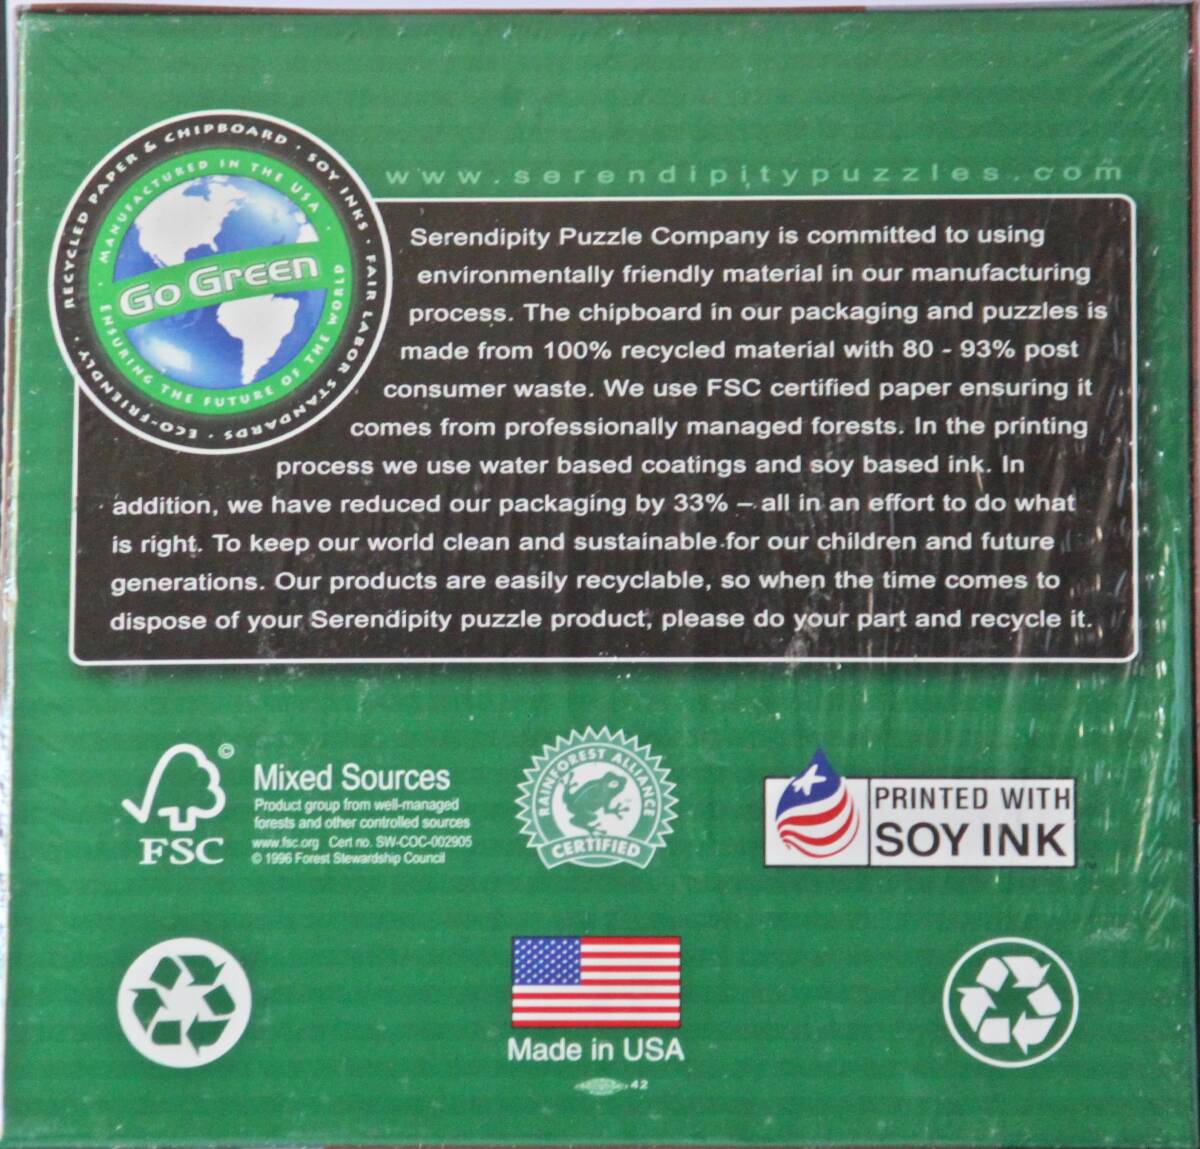 www.serendipitypuzzles.com
RECYCLED PAPER & CHIPBOARD · SOY INKS · FAIR LABOR STANDARDS · ECO-FRIENDLY ·
MANUFACTURED IN THE USA ·
ENSURING THE FUTURE OF THE WORLD
Go Green
Serendipity Puzzle Company is committed to using
environmentally friendly material in our manufacturing
process. The chipboard in our packaging and puzzles is
made from 100% recycled material with 80 - 93% post
consumer waste. We use FSC certified paper ensuring it
comes from professionally managed forests. In the printing
process we use water based coatings and soy based ink. In
addition, we have reduced our packaging by 33% – all in an effort to do what
is right. To keep our world clean and sustainable for our children and future
generations. Our products are easily recyclable, so when the time comes to
dispose of your Serendipity puzzle product, please do your part and recycle it.
©
FSC
Mixed Sources
Product group from well-managed
forests and other controlled sources
www.fsc.org Cert no. SW-COC-002905
© 1996 Forest Stewardship Council
RAINFOREST ALLIANCE
CERTIFIED
PRINTED WITH
SOY INK
Made in USA
42